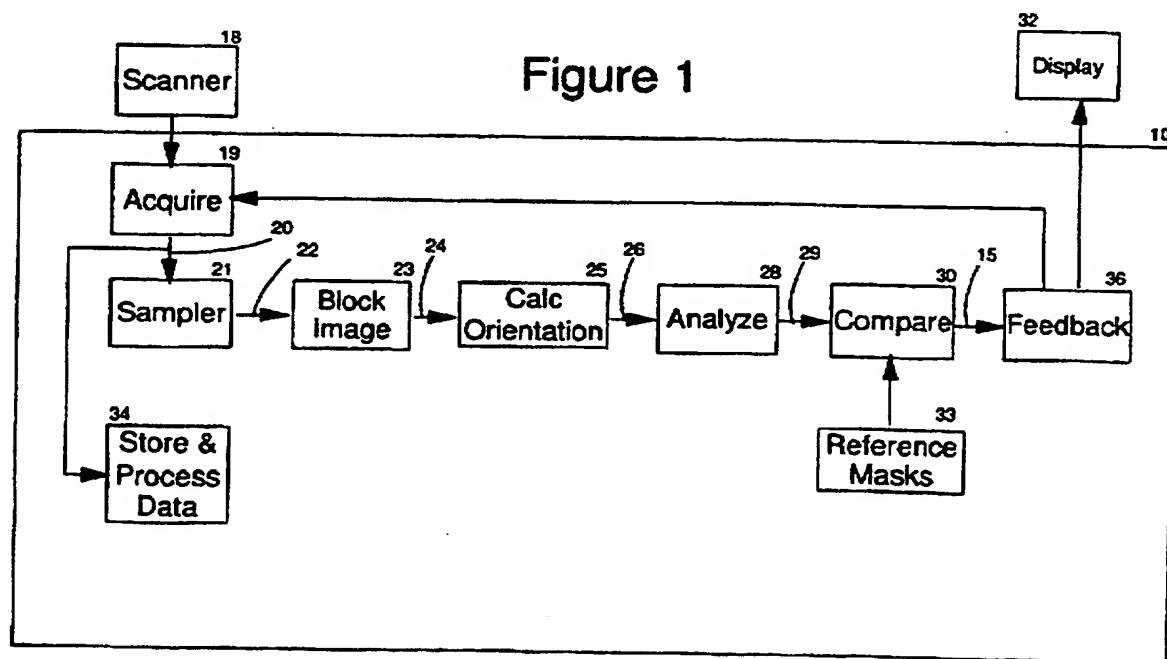 18
Scanner
Figure 1
32
Display
10
19
Acquire
20
21
Sampler
22
23
Block
Image
24
25
Calc
Orientation
26
28
Analyze
29
30
Compare
15
36
Feedback
34
Store &
Process
Data
33
Reference
Masks